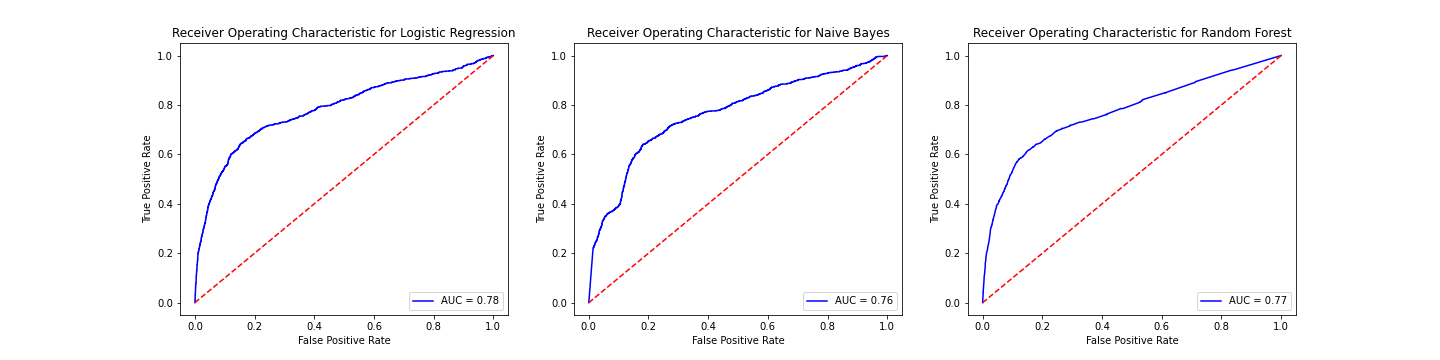 Receiver Operating Characteristic for Logistic Regression
1.0
0.8
0.6
0.4
0.2
0.0
True Positive Rate
AUC = 0.78
0.0 0.2 0.4 0.6 0.8 1.0
False Positive Rate
Receiver Operating Characteristic for Naive Bayes
1.0
0.8
0.6
0.4
0.2
0.0
True Positive Rate
AUC = 0.76
0.0 0.2 0.4 0.6 0.8 1.0
False Positive Rate
Receiver Operating Characteristic for Random Forest
1.0
0.8
0.6
0.4
0.2
0.0
True Positive Rate
AUC = 0.77
0.0 0.2 0.4 0.6 0.8 1.0
False Positive Rate